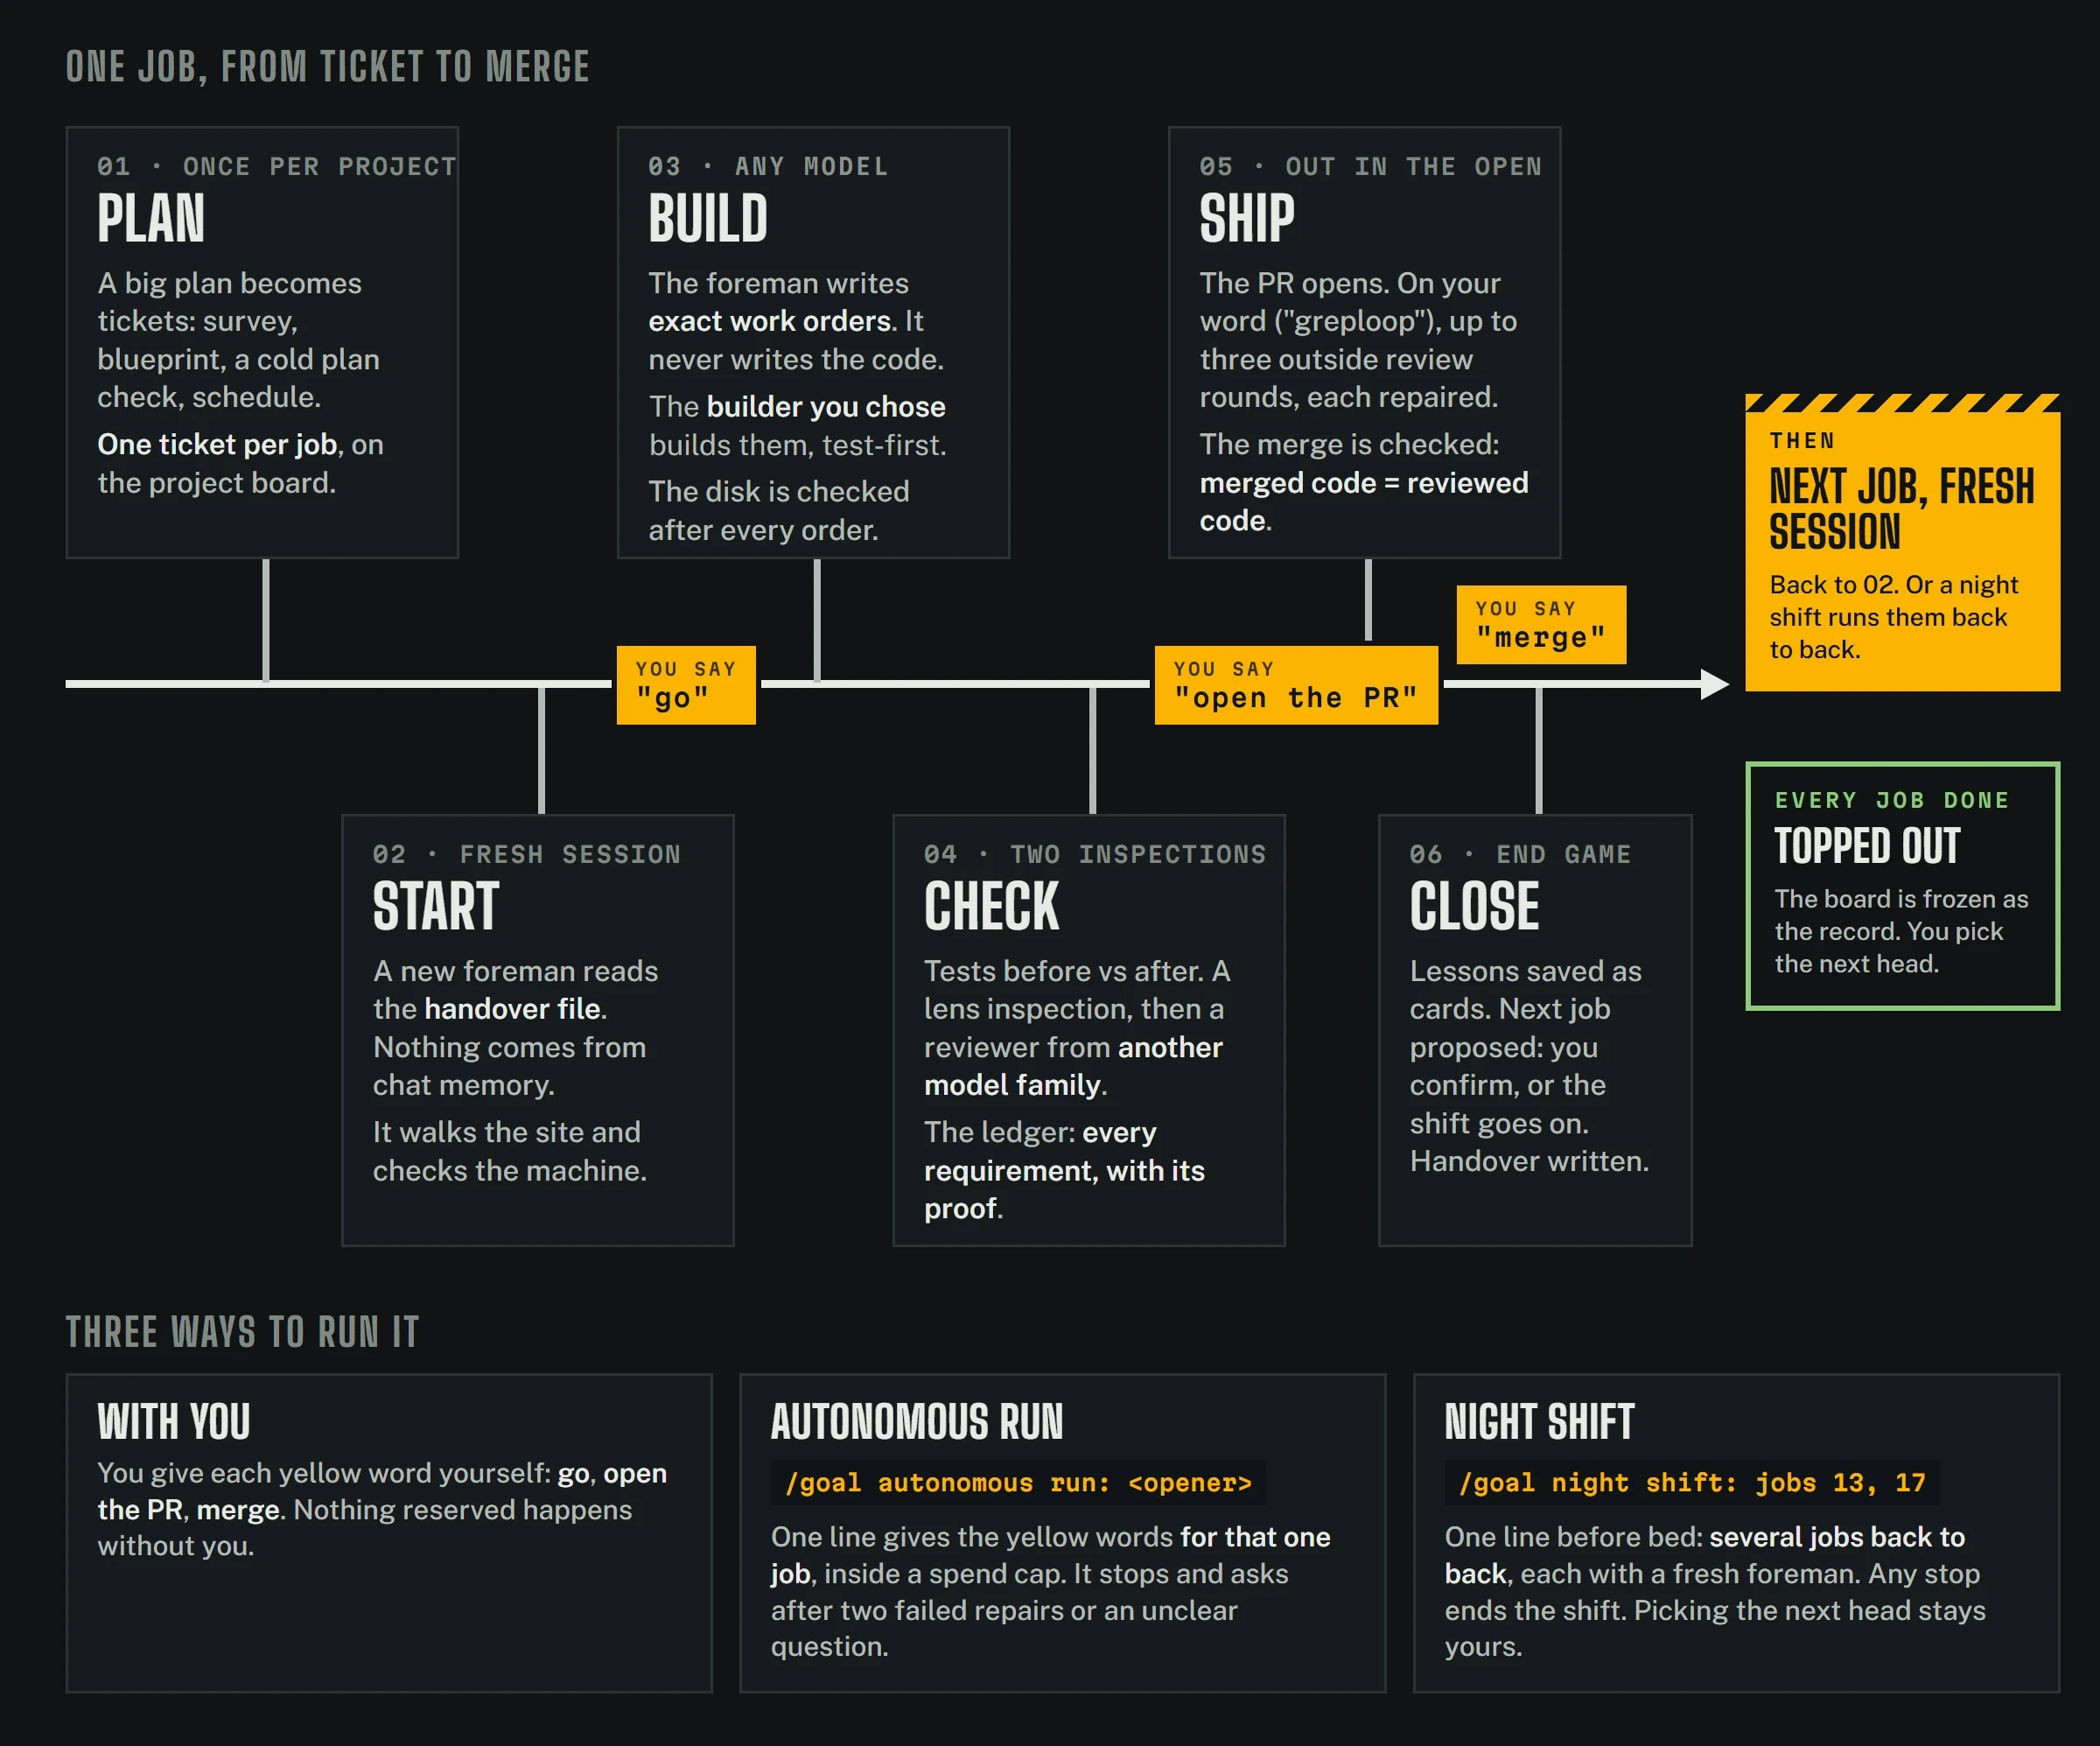 ONE JOB, FROM TICKET TO MERGE
01 · ONCE PER PROJECT
PLAN
A big plan becomes
tickets: survey,
blueprint, a cold plan
check, schedule.
One ticket per job, on
the project board.
03 · ANY MODEL
BUILD
The foreman writes
exact work orders. It
never writes the code.
The builder you chose
builds them, test-first.
The disk is checked
after every order.
05 · OUT IN THE OPEN
SHIP
The PR opens. On your
word ("greploop"), up to
three outside review
rounds, each repaired.
The merge is checked:
merged code = reviewed
code.
YOU SAY
"go"
YOU SAY
"open the PR"
YOU SAY
"merge"
THEN
NEXT JOB, FRESH
SESSION
Back to 02. Or a night
shift runs them back
to back.
02 · FRESH SESSION
START
A new foreman reads
the handover file.
Nothing comes from
chat memory.
It walks the site and
checks the machine.
04 · TWO INSPECTIONS
CHECK
Tests before vs after. A
lens inspection, then a
reviewer from another
model family.
The ledger: every
requirement, with its
proof.
06 · END GAME
CLOSE
Lessons saved as
cards. Next job
proposed: you
confirm, or the
shift goes on.
Handover written.
EVERY JOB DONE
TOPPED OUT
The board is frozen as
the record. You pick
the next head.
THREE WAYS TO RUN IT
WITH YOU
You give each yellow word yourself: go, open
the PR, merge. Nothing reserved happens
without you.
AUTONOMOUS RUN
/goal autonomous run: <opener>
One line gives the yellow words for that one
job, inside a spend cap. It stops and asks
after two failed repairs or an unclear
question.
NIGHT SHIFT
/goal night shift: jobs 13, 17
One line before bed: several jobs back to
back, each with a fresh foreman. Any stop
ends the shift. Picking the next head stays
yours.